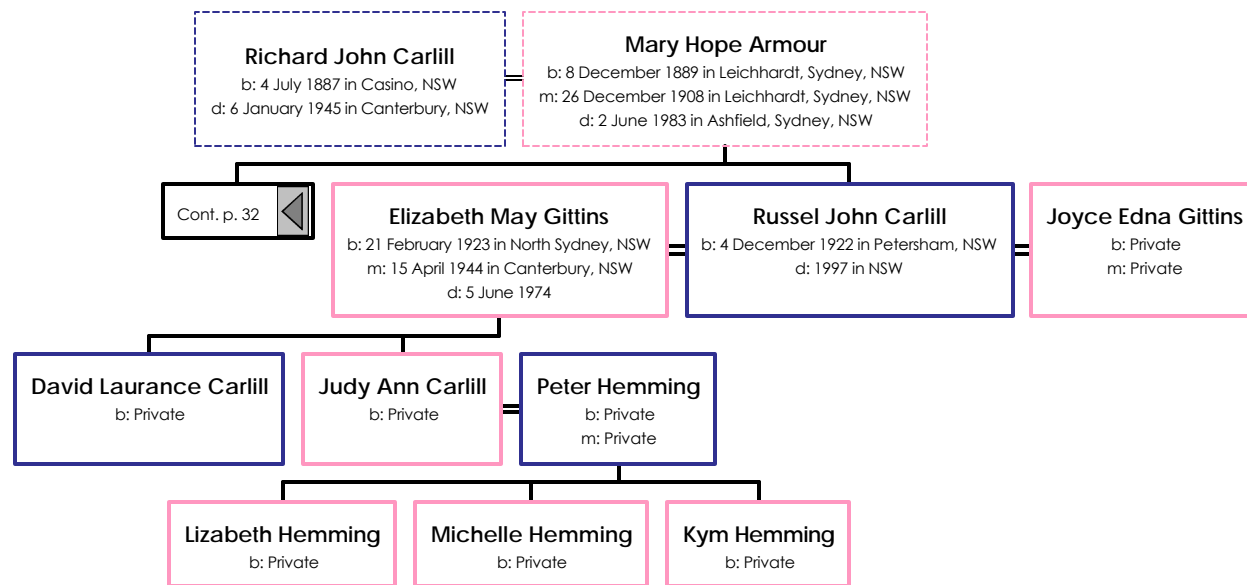 Richard John Carlill
b: 4 July 1887 in Casino, NSW
d: 6 January 1945 in Canterbury, NSW
Mary Hope Armour
b: 8 December 1889 in Leichhardt, Sydney, NSW
m: 26 December 1908 in Leichhardt, Sydney, NSW
d: 2 June 1983 in Ashfield, Sydney, NSW
Cont. p. 32
Elizabeth May Gittins
b: 21 February 1923 in North Sydney, NSW
m: 15 April 1944 in Canterbury, NSW
d: 5 June 1974
Russel John Carlill
b: 4 December 1922 in Petersham, NSW
d: 1997 in NSW
Joyce Edna Gittins
b: Private
m: Private
David Laurance Carlill
b: Private
Judy Ann Carlill
b: Private
Peter Hemming
b: Private
m: Private
Lizabeth Hemming
b: Private
Michelle Hemming
b: Private
Kym Hemming
b: Private